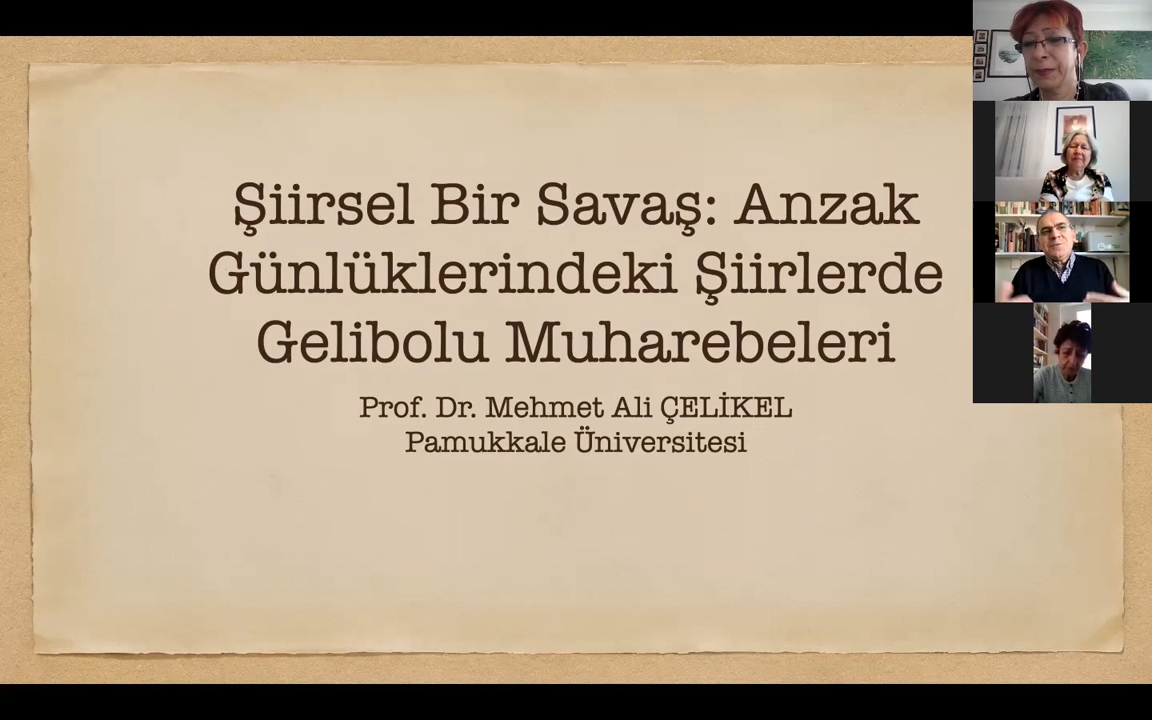 Şiirsel Bir Savaş: Anzak
Günlüklerindeki Şiirlerde
Gelibolu Muharebeleri
Prof. Dr. Mehmet Ali ÇELİKEL
Pamukkale Üniversitesi